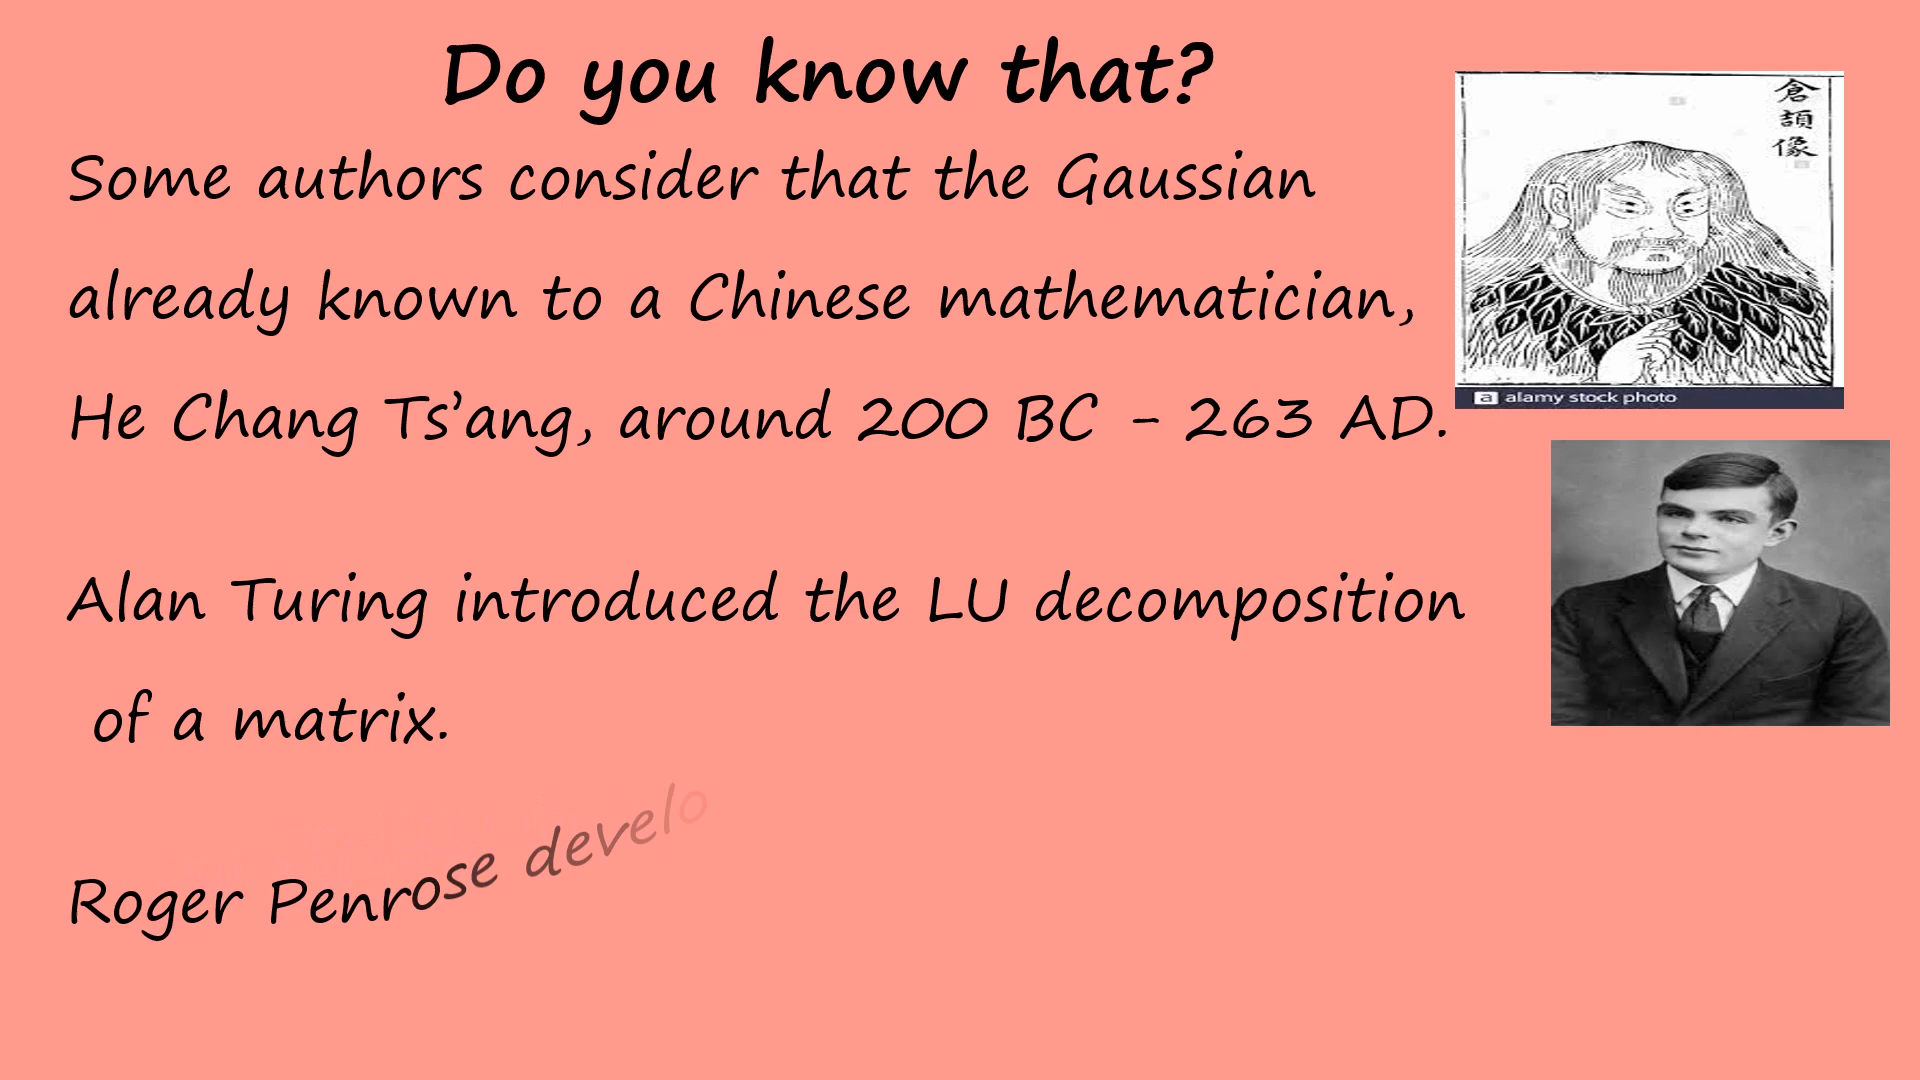 Do you know that?
Some authors consider that the Gaussian
already known to a Chinese mathematician,
He Chang Ts’ang, around 200 BC - 263 AD.
Alan Turing introduced the LU decomposition
of a matrix.
Roger Penrose develo
倉頡像
a alamy stock photo